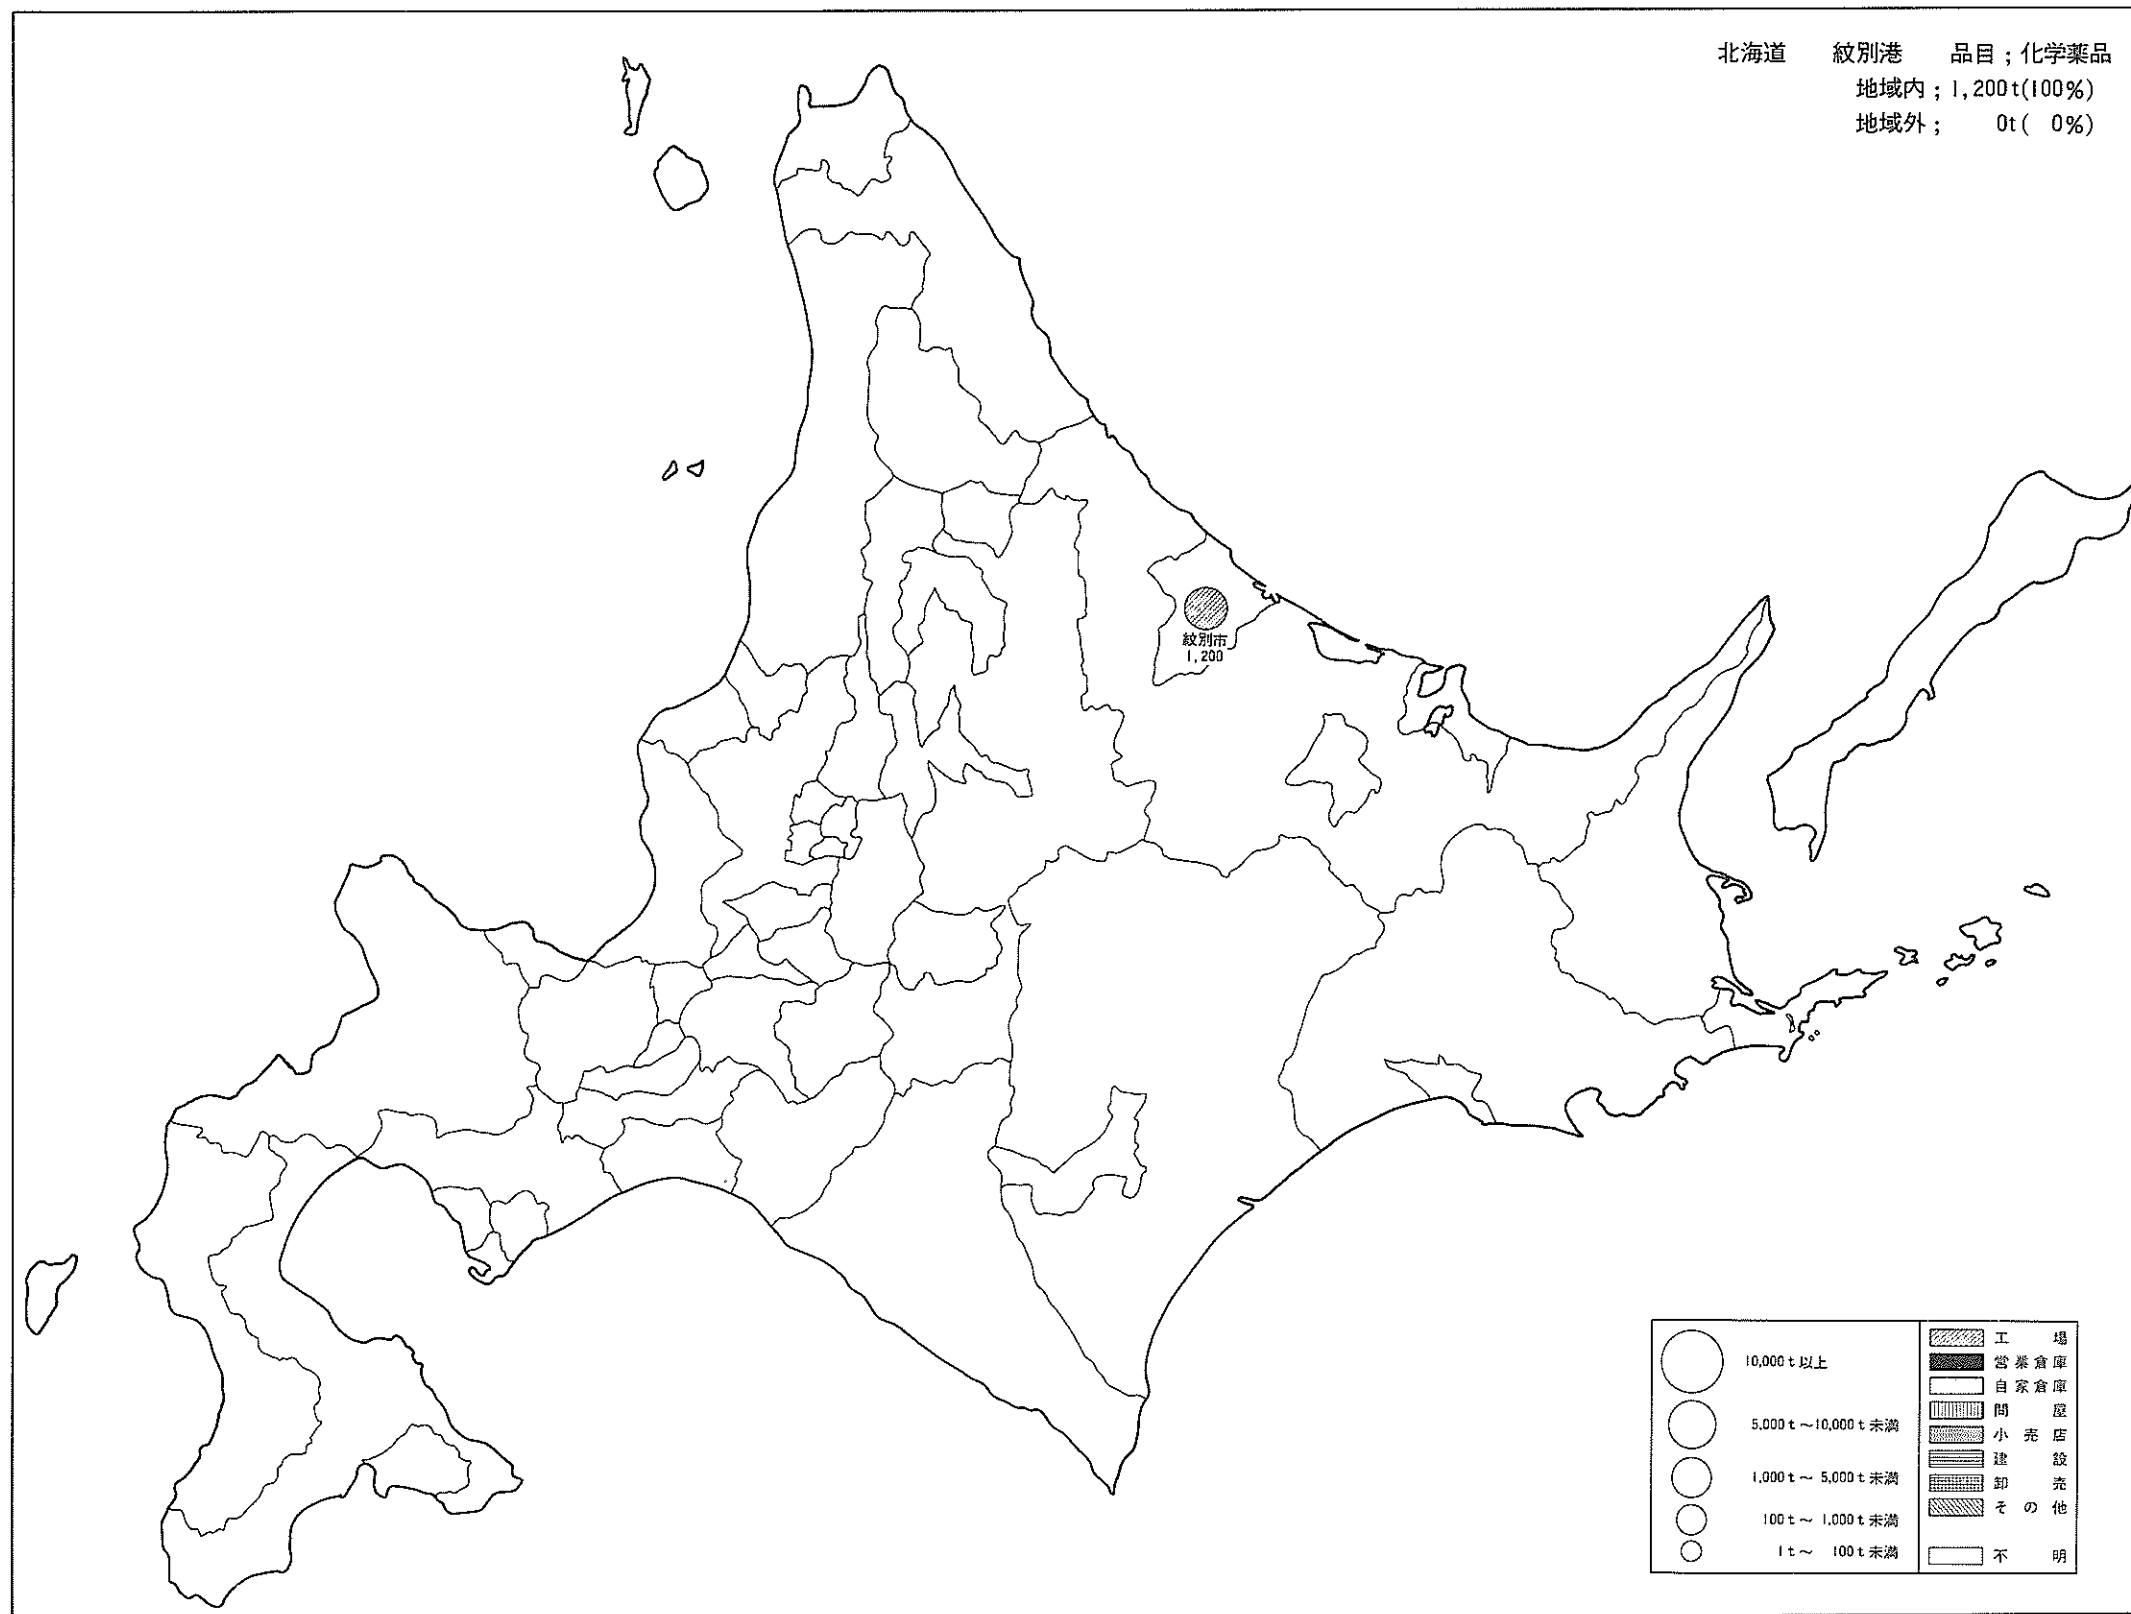 北海道 紋別港 品目；化学薬品
地域内；1,200t(100%)
地域外； 0t( 0%)
紋別市
1,200
10,000t以上
5,000t～10,000t未満
1,000t～5,000t未満
100t～1,000t未満
1t～100t未満
工場
営業倉庫
自家倉庫
問屋
小売店
建設
卸売
その他
不明